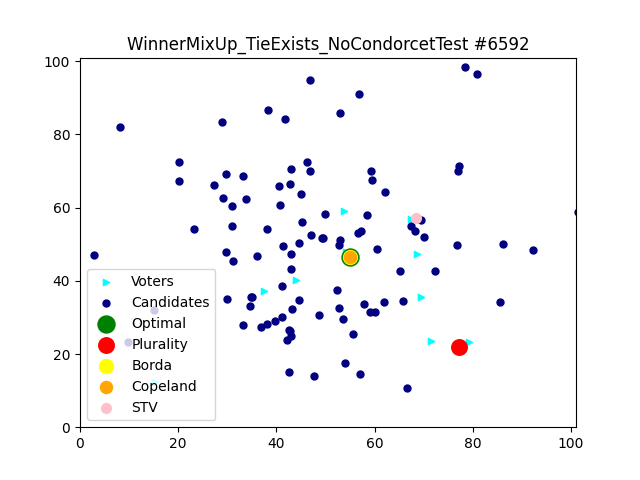 WinnerMixUp_TieExists_NoCondorcetTest #6592
100
80
60
40
20
0
Voters
Candidates
Optimal
Plurality
Borda
Copeland
STV
0 20 40 60 80 100